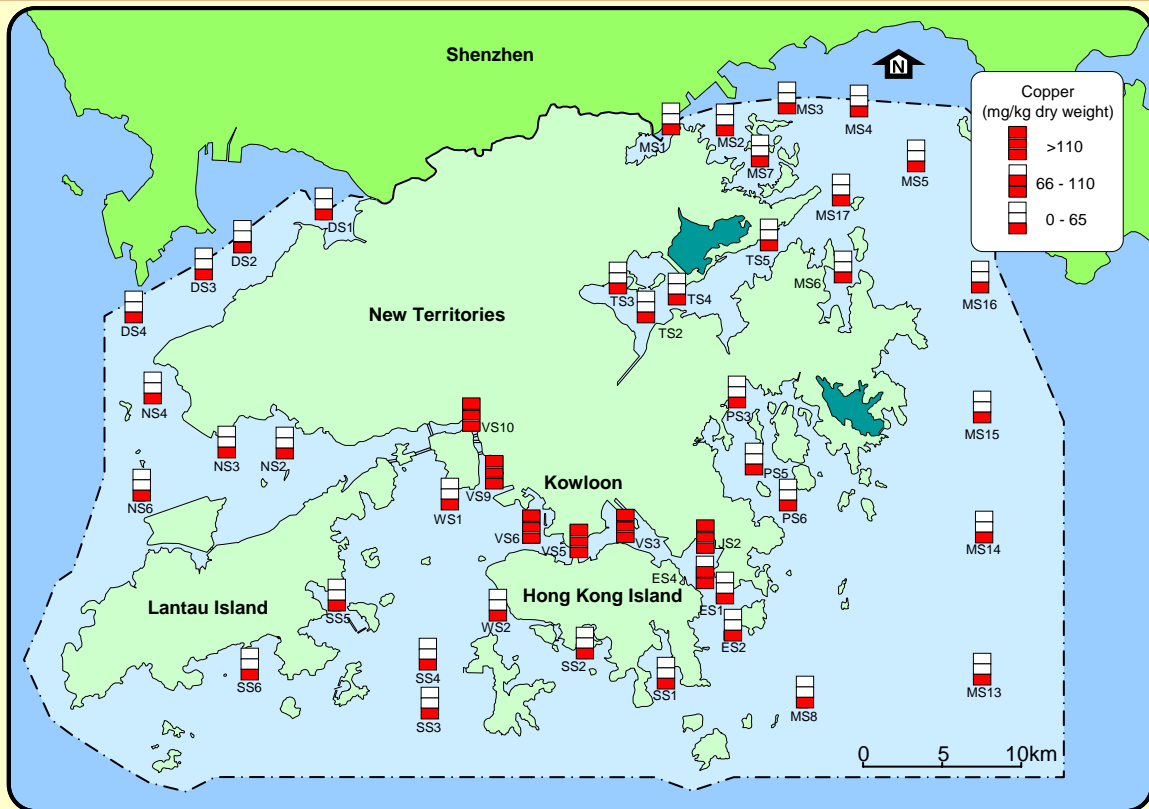 Shenzhen
N
Copper
(mg/kg dry weight)
>110
66 - 110
0 - 65
MS3
MS4
MS1
MS2
MS7
MS5
MS17
DS1
DS2
TS5
DS3
MS6
TS3
TS4
MS16
DS4
New Territories
TS2
NS4
PS3
VS10
MS15
NS3
NS2
PS5
Kowloon
VS9
NS6
WS1
PS6
VS6
VS5
VS3
JS2
MS14
ES4
Lantau Island
Hong Kong Island
ES1
SS5
WS2
ES2
SS2
SS4
SS6
SS1
MS13
MS8
SS3
0 5 10km